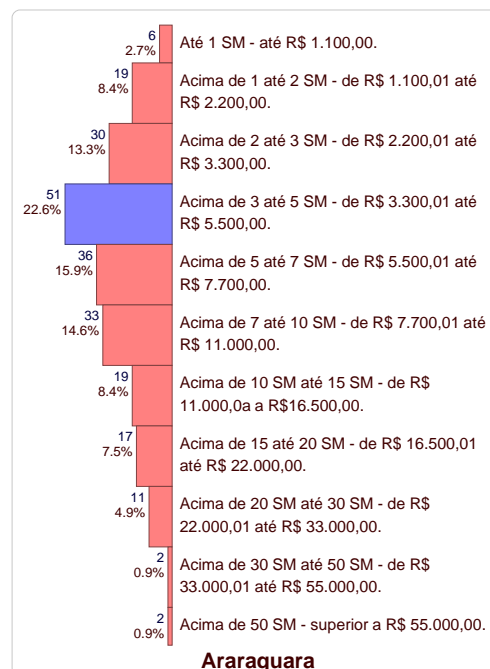 6
2.7%
Até 1 SM - até R$ 1.100,00.
19
8.4%
Acima de 1 até 2 SM - de R$ 1.100,01 até
R$ 2.200,00.
30
13.3%
Acima de 2 até 3 SM - de R$ 2.200,01 até
R$ 3.300,00.
51
22.6%
Acima de 3 até 5 SM - de R$ 3.300,01 até
R$ 5.500,00.
36
15.9%
Acima de 5 até 7 SM - de R$ 5.501,01 até
R$ 7.700,00.
33
14.6%
Acima de 7 até 10 SM - de R$ 7.701,01 até
R$ 11.000,00.
19
8.4%
Acima de 10 SM até 15 SM - de R$
11.000,0a a R$16.500,00.
17
7.5%
Acima de 15 até 20 SM - de R$ 16.501,01
até R$ 22.000,00.
11
4.9%
Acima de 20 SM até 30 SM - de R$
22.000,01 até R$ 33.000,00.
2
0.9%
Acima de 30 SM até 50 SM - de R$
33.000,01 até R$ 55.000,00.
2
0.9%
Acima de 50 SM - superior a R$ 55.000,00.
Araraquara